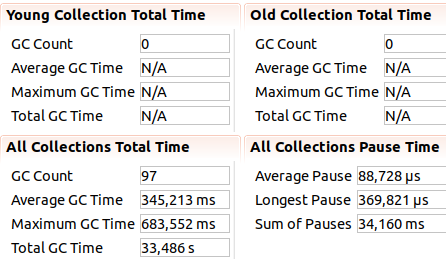 Young Collection Total Time
GC Count 0
Average GC Time N/A
Maximum GC Time N/A
Total GC Time N/A
Old Collection Total Time
GC Count 0
Average GC Time N/A
Maximum GC Time N/A
Total GC Time N/A
All Collections Total Time
GC Count 97
Average GC Time 345,213 ms
Maximum GC Time 683,552 ms
Total GC Time 33,486 s
All Collections Pause Time
Average Pause 88,728 µs
Longest Pause 369,821 µs
Sum of Pauses 34,160 ms